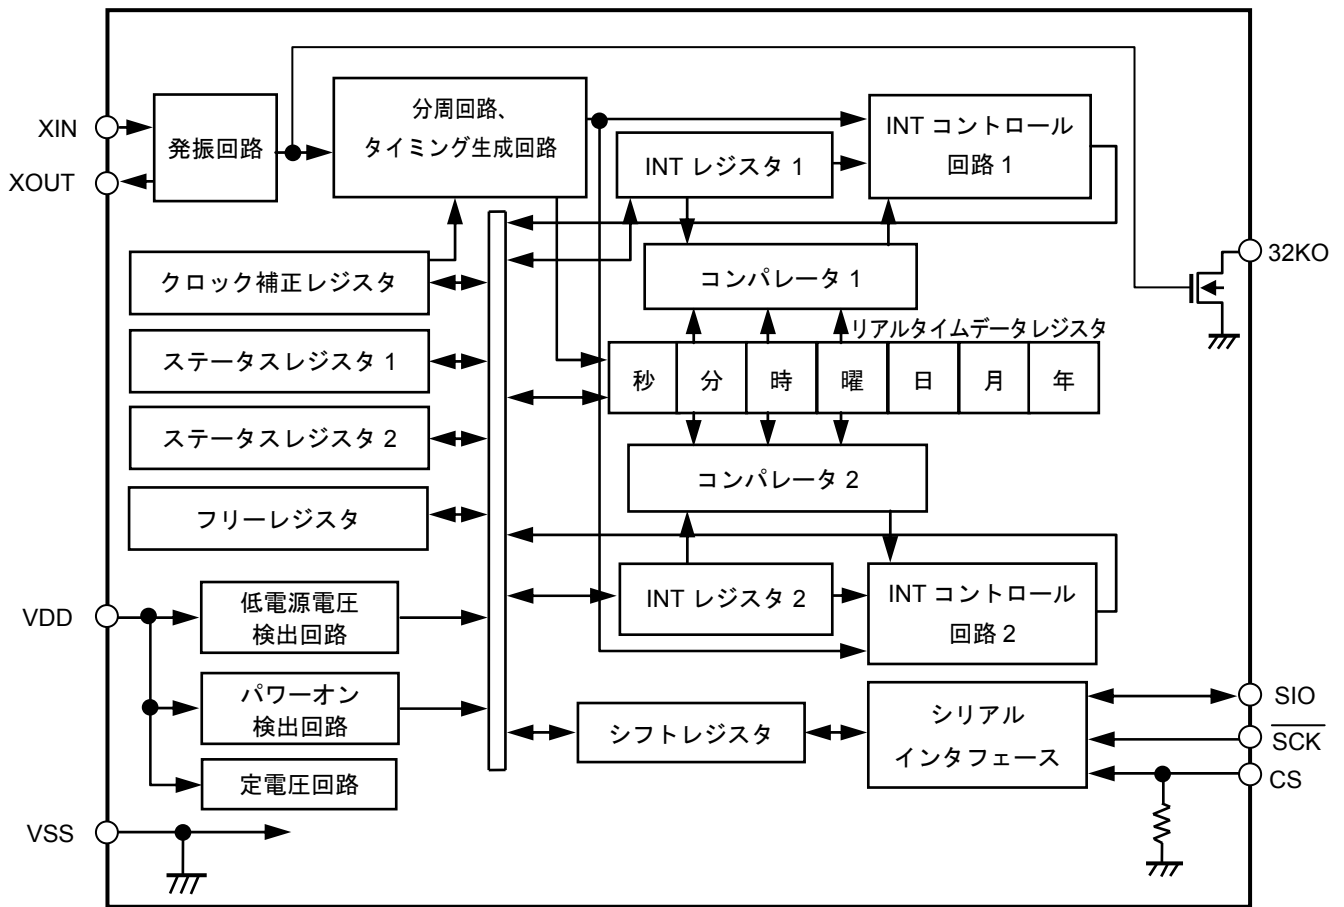 XIN
XOUT
発振回路
分周回路、
タイミング生成回路
INT レジスタ 1
INT コントロール
回路 1
クロック補正レジスタ
コンパレータ 1
32KO
リアルタイムデータレジスタ
ステータスレジスタ 1
秒 分 時 曜 日 月 年
ステータスレジスタ 2
コンパレータ 2
フリーレジスタ
VDD
低電源電圧
検出回路
INT レジスタ 2
INT コントロール
回路 2
パワーオン
検出回路
シフトレジスタ
シリアル
インタフェース
SIO
SCK
CS
定電圧回路
VSS